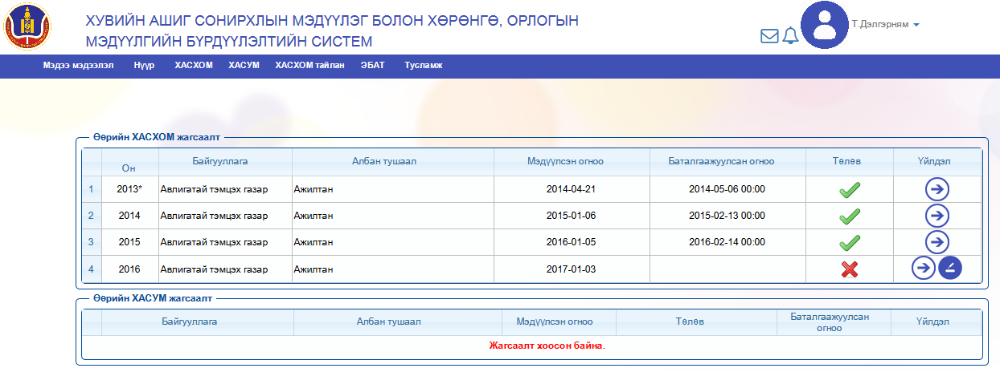 ХУВИЙН АШИГ СОНИРХЛЫН МЭДҮҮЛЭГ БОЛОН ХӨРӨНГӨ, ОРЛОГЫН
МЭДҮҮЛГИЙН БҮРДҮҮЛЭЛТИЙН СИСТЕМ
Т.Дэлгэрням
Мэдээ мэдээлэл Нүүр ХАСХОМ ХАСУМ ХАСХОМ тайлан ЭБАТ Тусламж
Өөрийн ХАСХОМ жагсаалт
Он Байгууллага Албан тушаал Мэдүүлсэн огноо Баталгаажуулсан огноо Төлөв Үйлдэл
1 2013* Авлигатай тэмцэх газар Ажилтан 2014-04-21 2014-05-06 00:00
2 2014 Авлигатай тэмцэх газар Ажилтан 2015-01-06 2015-02-13 00:00
3 2015 Авлигатай тэмцэх газар Ажилтан 2016-01-05 2016-02-14 00:00
4 2016 Авлигатай тэмцэх газар Ажилтан 2017-01-03
Өөрийн ХАСУМ жагсаалт
Байгууллага Албан тушаал Мэдүүлсэн огноо Төлөв Баталгаажуулсан огноо Үйлдэл
Жагсаалт хоосон байна.